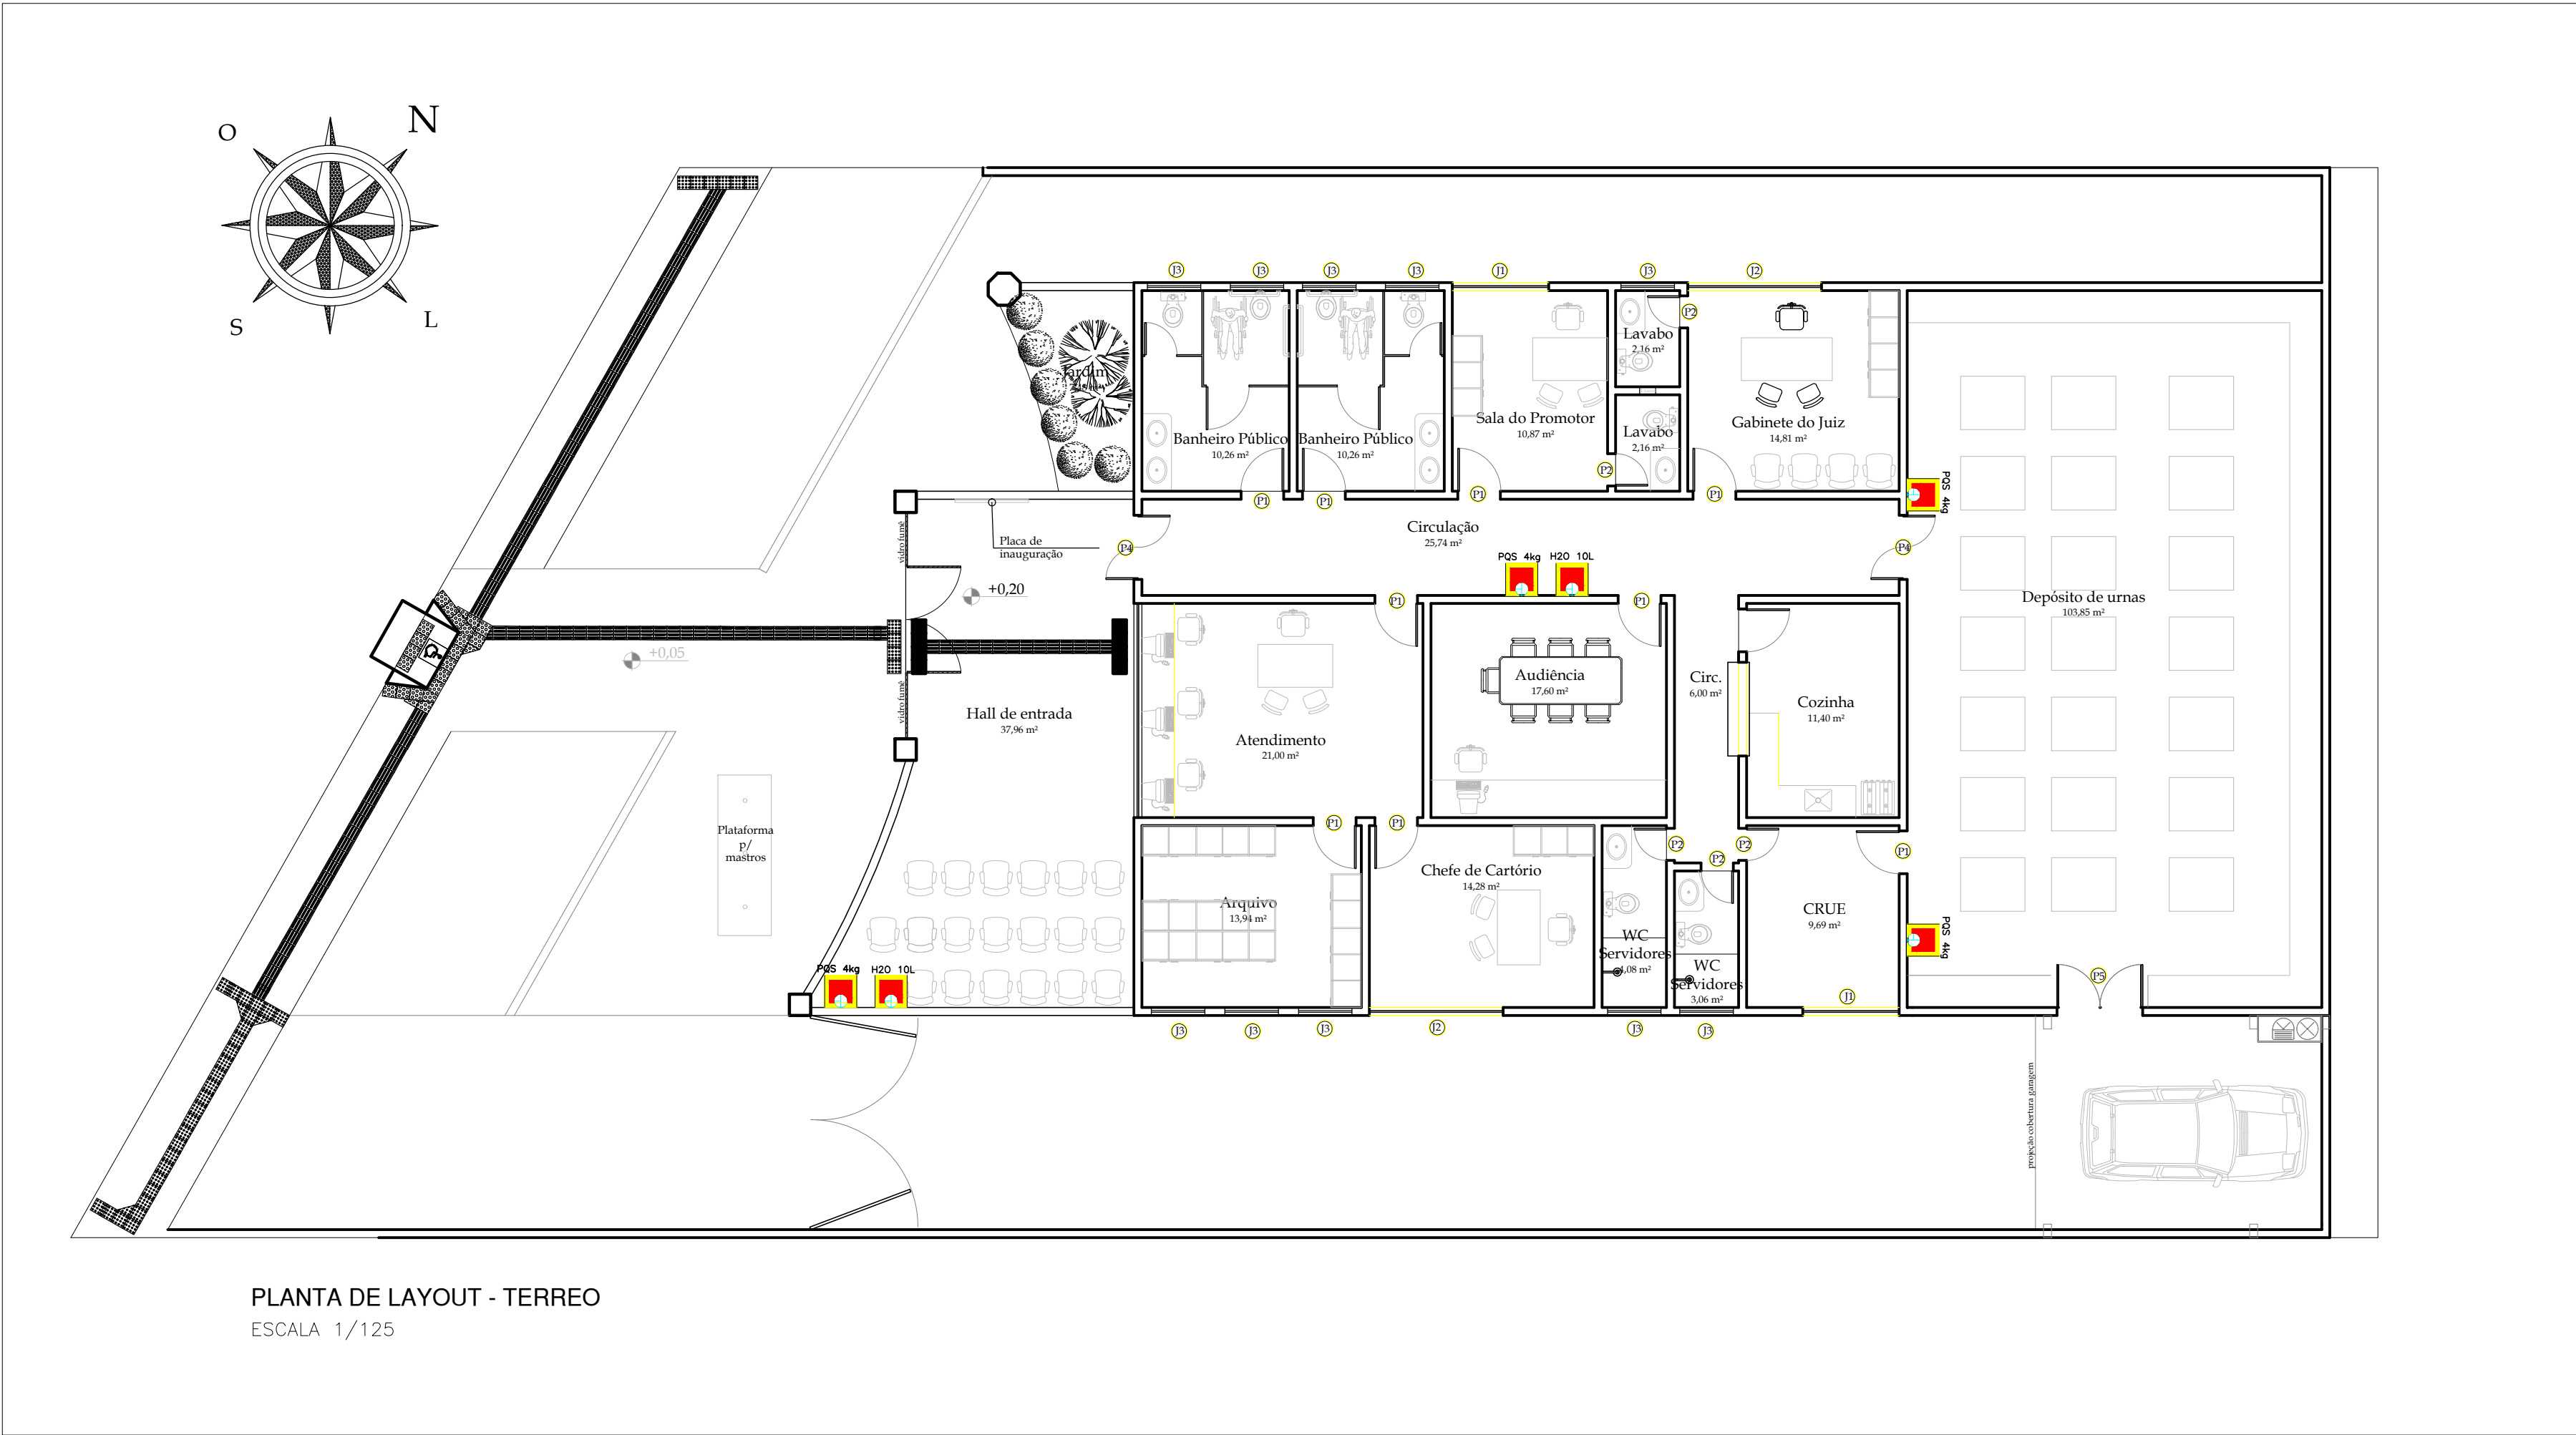 O
N
S
L
J3
J3
J3
J3
J1
J3
J2
P2
Lavabo
2,16 m²
Jardim
Sala do Promotor
10,87 m²
Gabinete do Juiz
14,81 m²
Lavabo
2,16 m²
Banheiro Público
10,26 m²
Banheiro Público
10,26 m²
P2
P1
P1
P1
P1
PQS 4kg
Placa de
inauguração
vidro fumê
P4
Circulação
25,74 m²
P4
PQS 4kg
H2O 10L
+0,20
P1
P1
Depósito de urnas
103,85 m²
+0,05
vidro fumê
Hall de entrada
37,96 m²
Atendimento
21,00 m²
Audiência
17,60 m²
Circ.
6,00 m²
Cozinha
11,40 m²
Plataforma
p/
mastros
P1
P1
P2
P2
P2
P1
Arquivo
13,94 m²
Chefe de Cartório
14,28 m²
CRUE
9,69 m²
WC
Servidores
4,08 m²
WC
Servidores
3,06 m²
PQS 4kg
PQS 4kg
H2O 10L
P5
J1
J3
J3
J3
J2
J3
J3
projeção cobertura garagem
PLANTA DE LAYOUT - TERREO
ESCALA 1/125